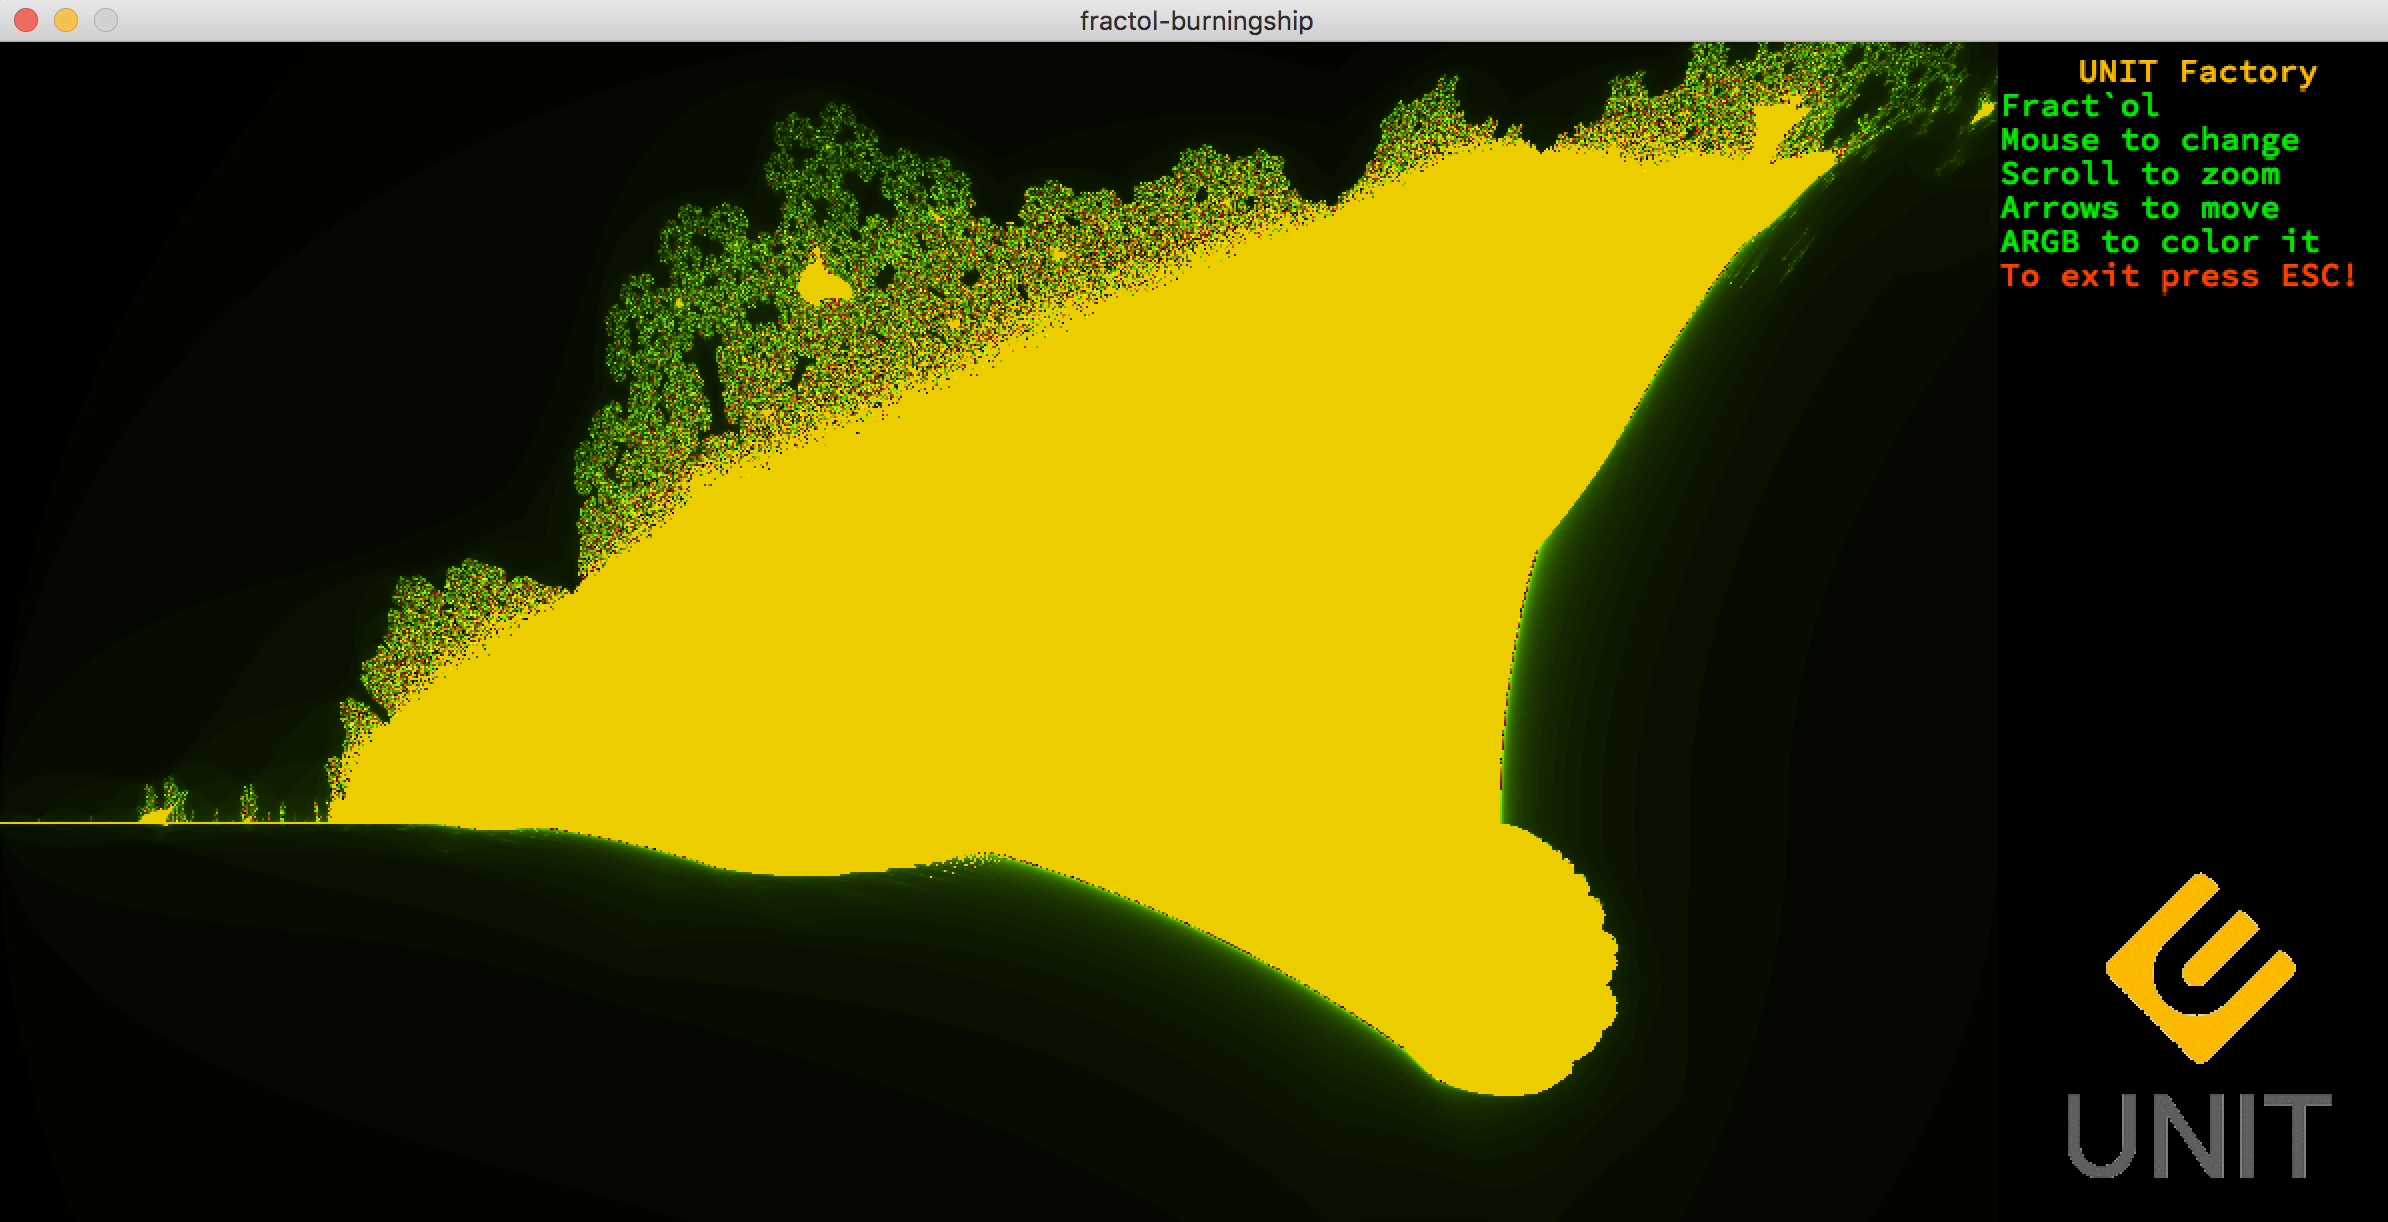 fractol-burningship
UNIT Factory
Fract`ol
Mouse to change
Scroll to zoom
Arrows to move
ARGB to color it
To exit press ESC!
UNIT